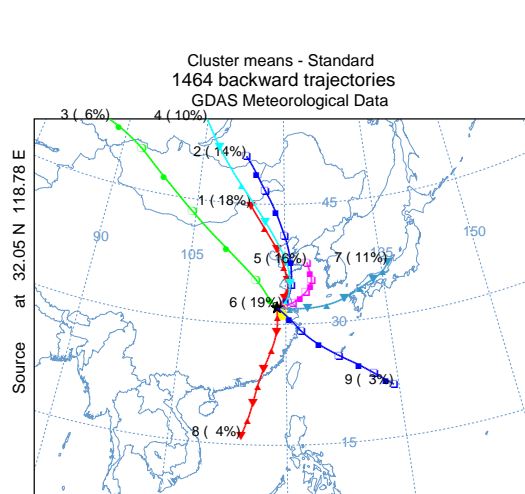 Cluster means - Standard
1464 backward trajectories
GDAS Meteorological Data
Source at 32.05 N 118.78 E
3 ( 6%)
4 ( 10%)
2 ( 14%)
1 ( 18%)
45
90
150
105
5 ( 16%)
7 ( 11%)
6 ( 19%)
30
9 ( 3%)
8 ( 4%)
15